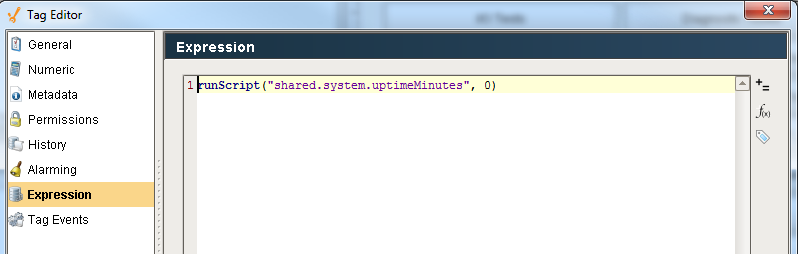 Tag Editor
General
Numeric
Metadata
Permissions
History
Alarming
Expression
Tag Events
Expression
1 runScript("shared.system.uptimeMinutes", 0)
f(x)